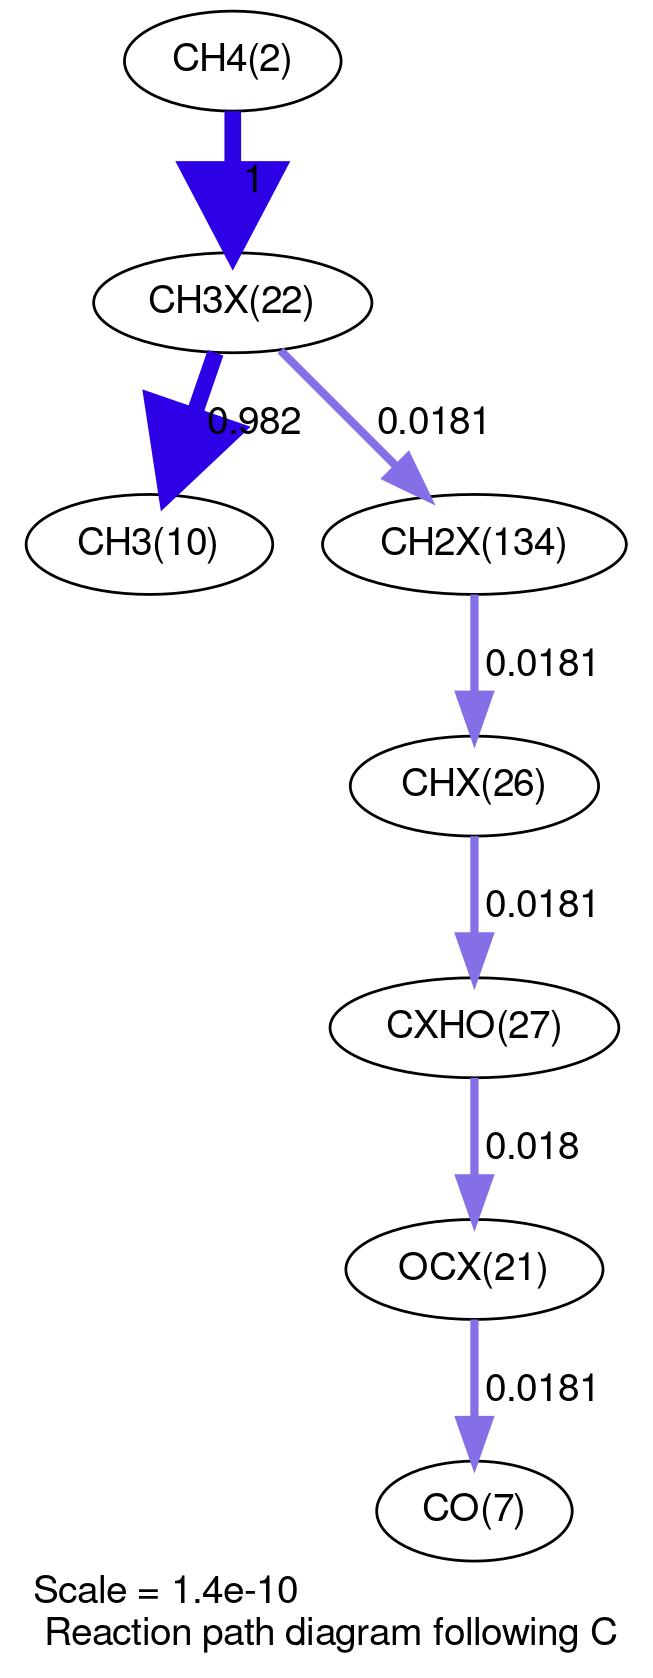 CH4(2)
1
CH3X(22)
0.982
0.0181
CH3(10)
CH2X(134)
0.0181
CHX(26)
0.0181
CXHO(27)
0.018
OCX(21)
0.0181
CO(7)
Scale = 1.4e-10
Reaction path diagram following C